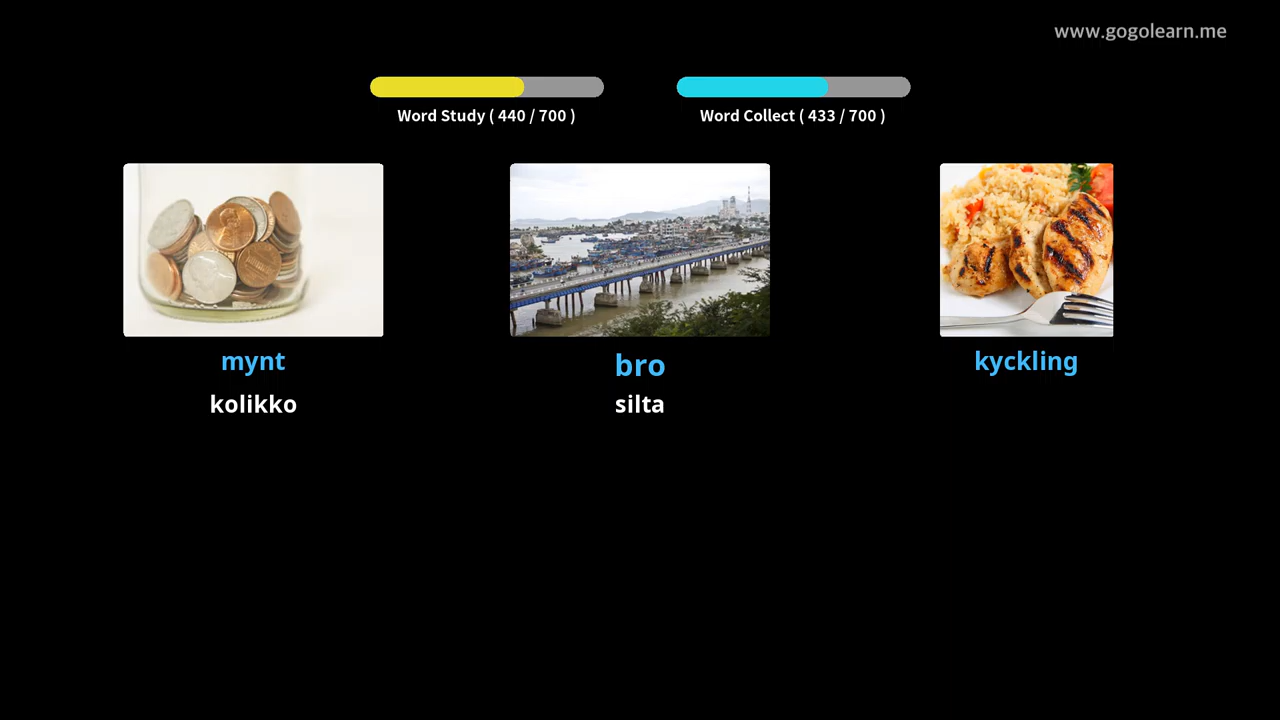 www.gogolearn.me
Word Study ( 440 / 700 )
Word Collect ( 433 / 700 )
mynt
bro
kyckling
kolikko
silta